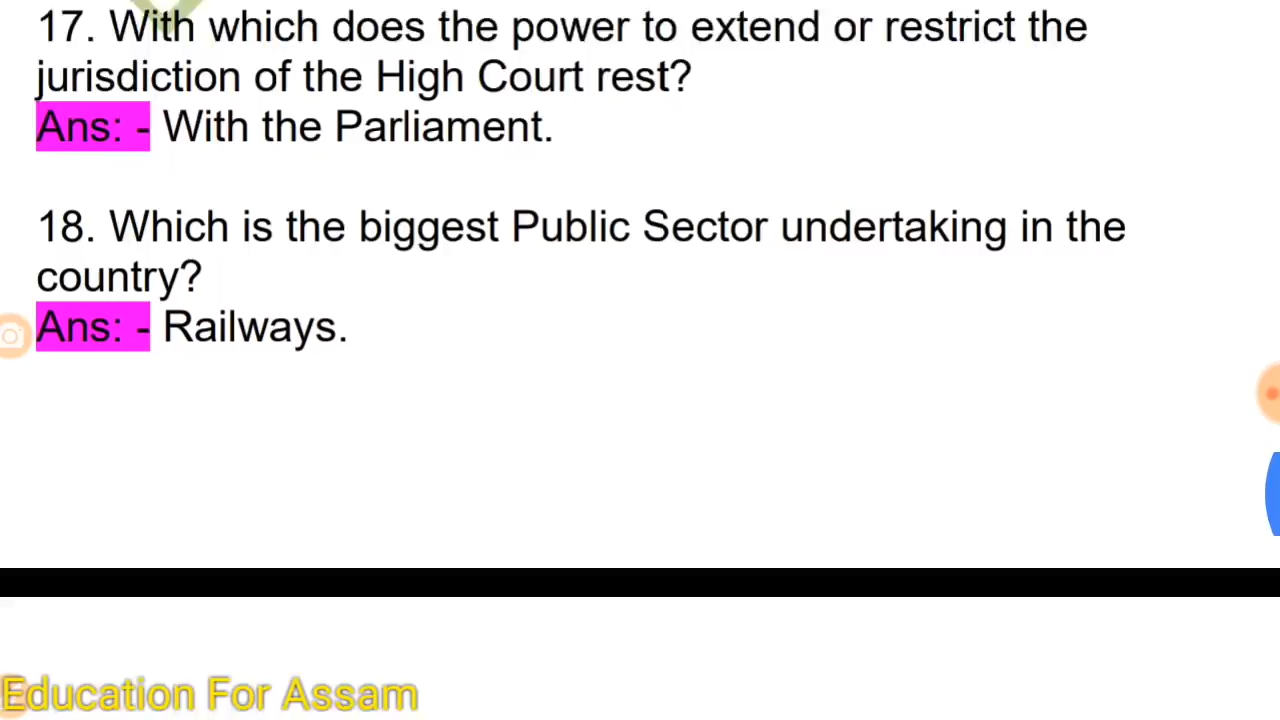 17. With which does the power to extend or restrict the
jurisdiction of the High Court rest?
Ans: - With the Parliament.
18. Which is the biggest Public Sector undertaking in the
country?
Ans: - Railways.
Education For Assam